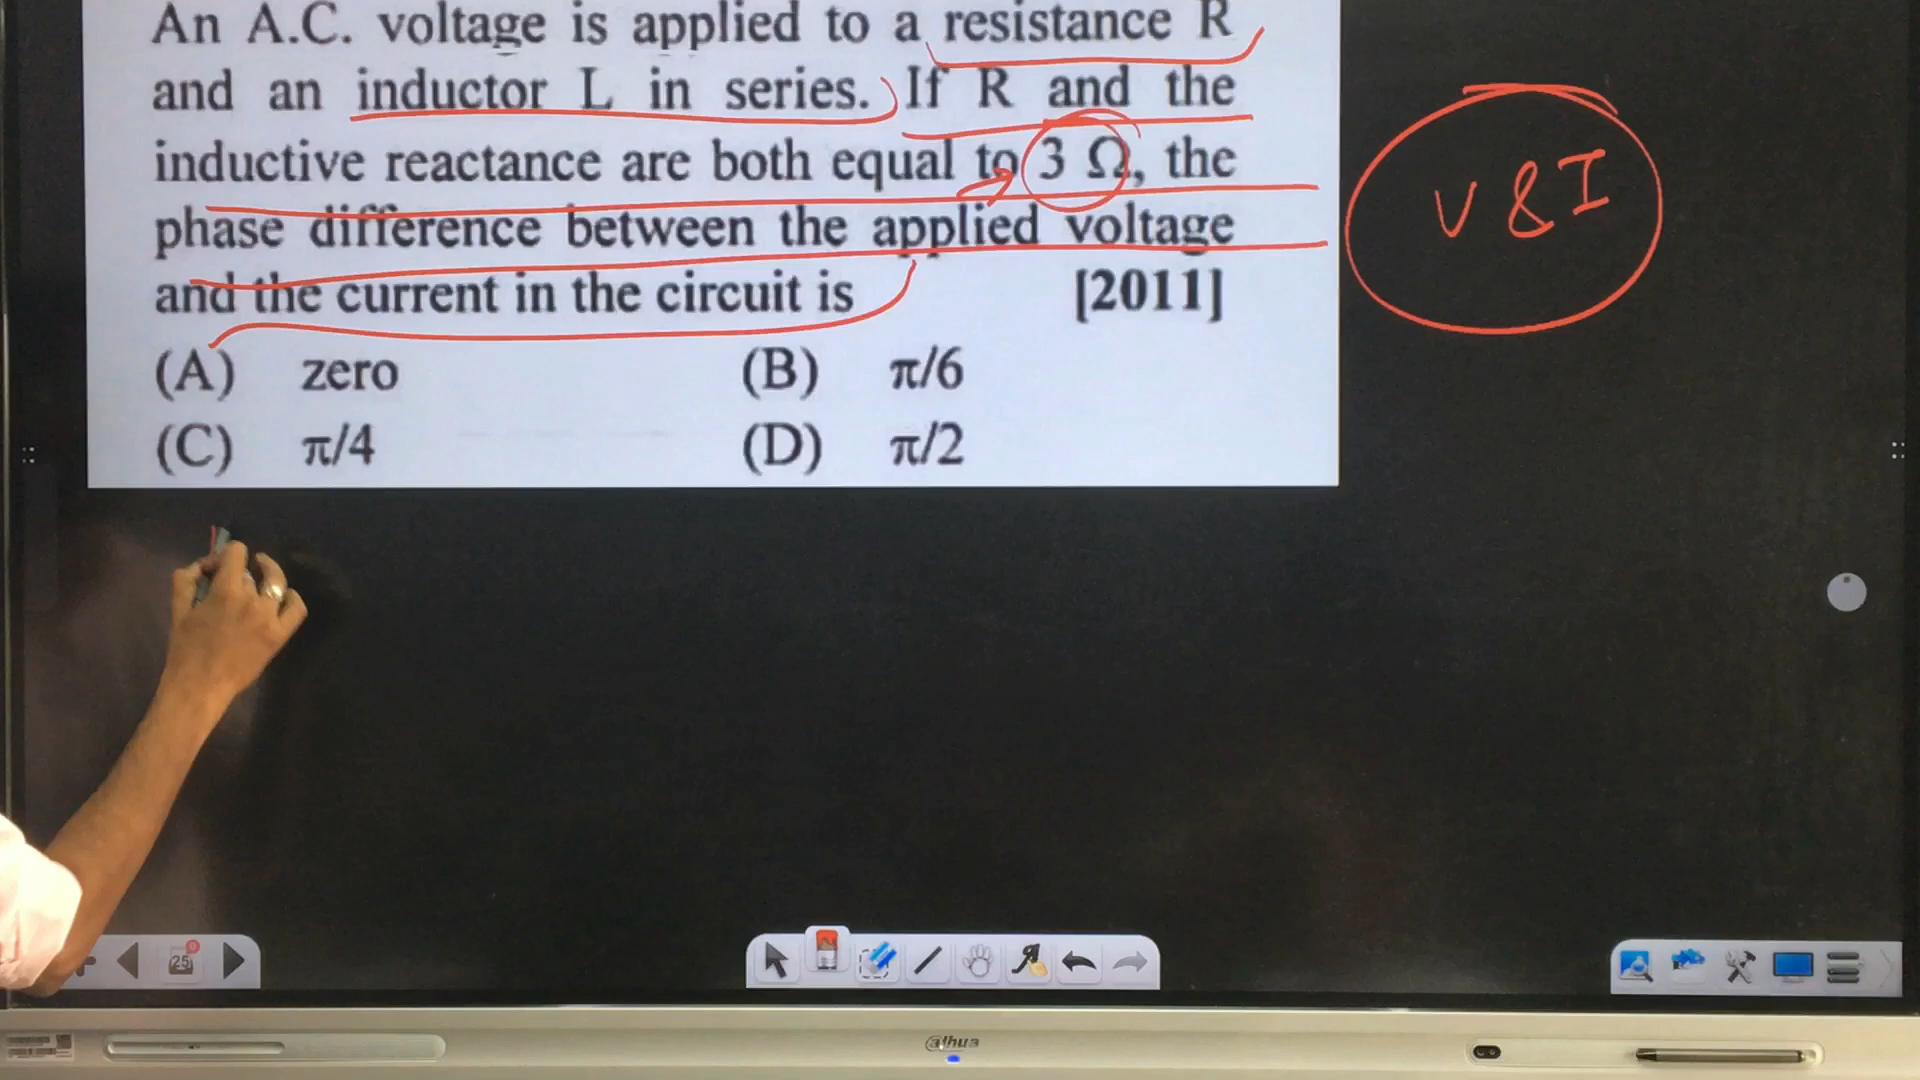 An A.C. voltage is applied to a resistance R
and an inductor L in series. If R and the
inductive reactance are both equal to 3 Ω, the
phase difference between the applied voltage
and the current in the circuit is [2011]
(A) zero (B) π/6
(C) π/4 (D) π/2
V & I
25
alhua